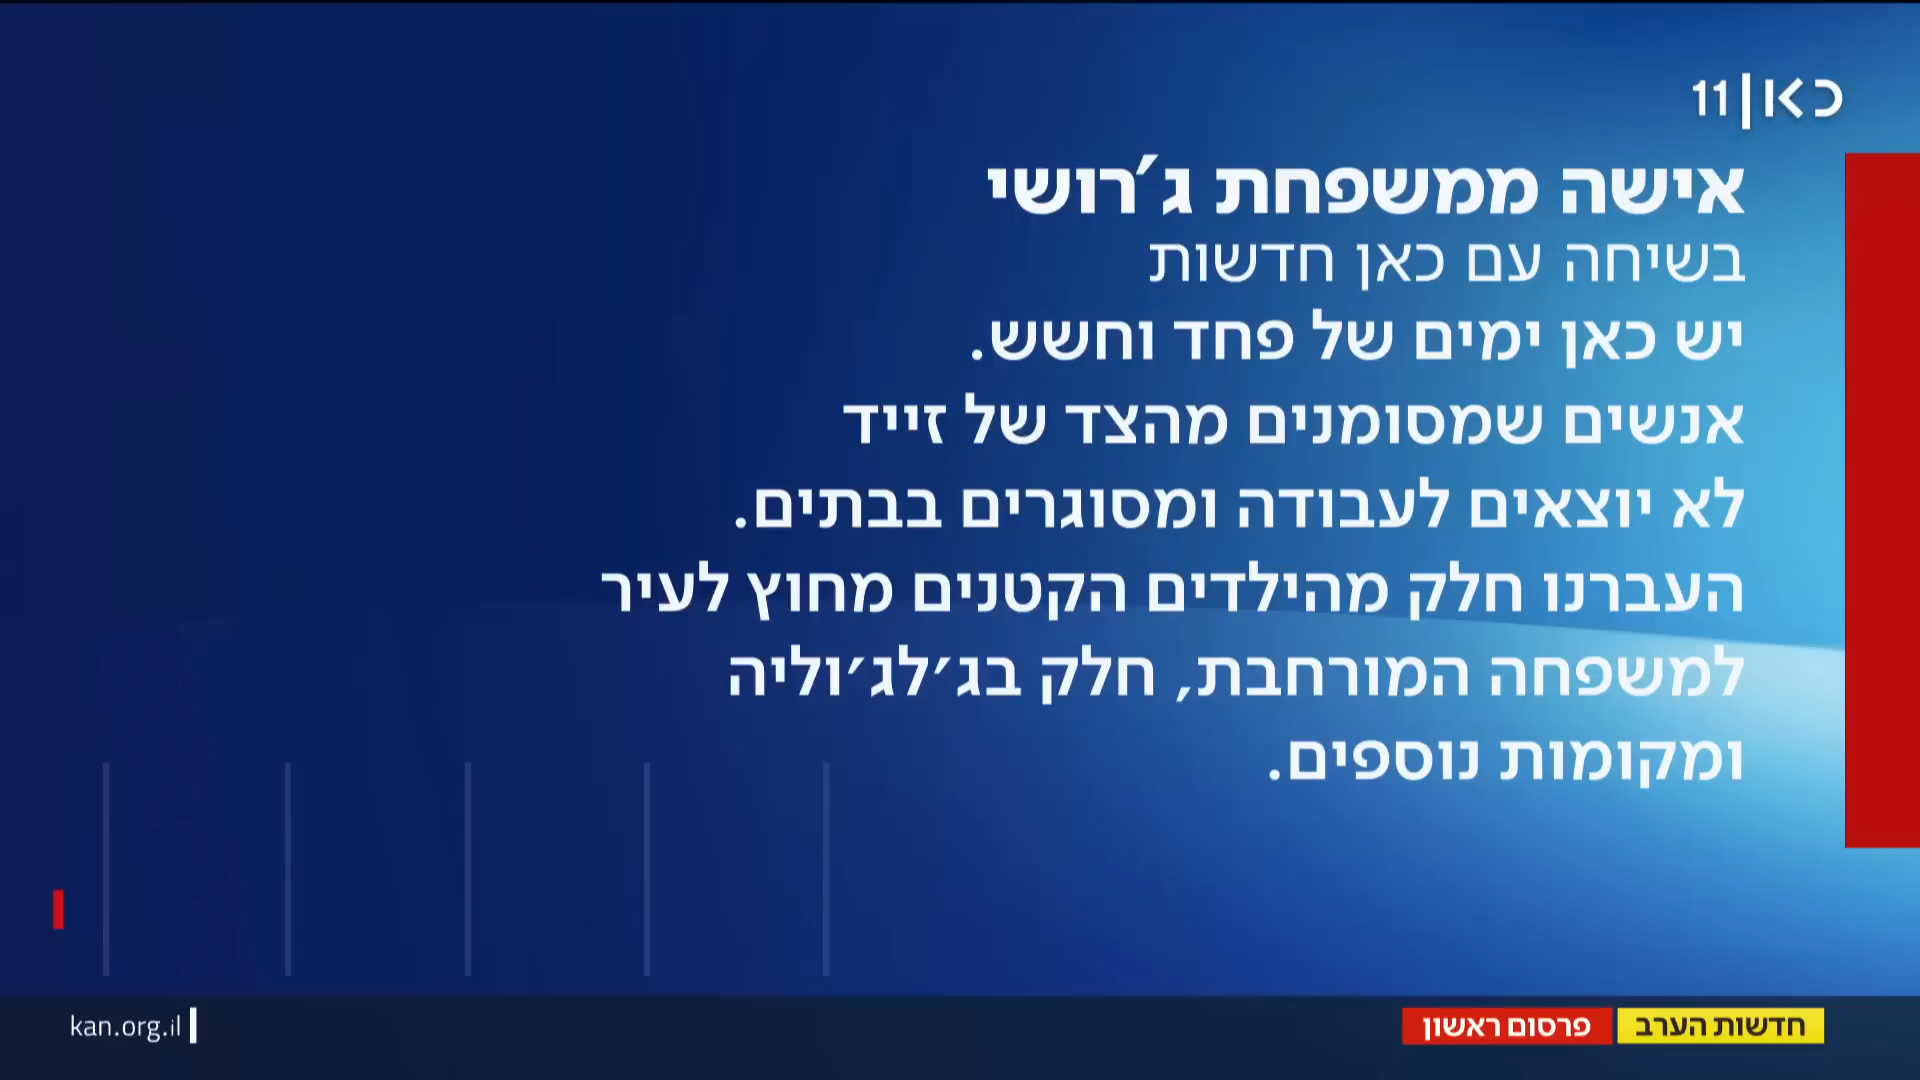 כאן 11
אישה ממשפחת ג׳רושי
בשיחה עם כאן חדשות
יש כאן ימים של פחד וחשש.
אנשים שמסומנים מהצד של זייד
לא יוצאים לעבודה ומסוגרים בבתים.
העברנו חלק מהילדים הקטנים מחוץ לעיר
למשפחה המורחבת, חלק בג׳לג׳וליה
ומקומות נוספים.
חדשות הערב פרסום ראשון
kan.org.il